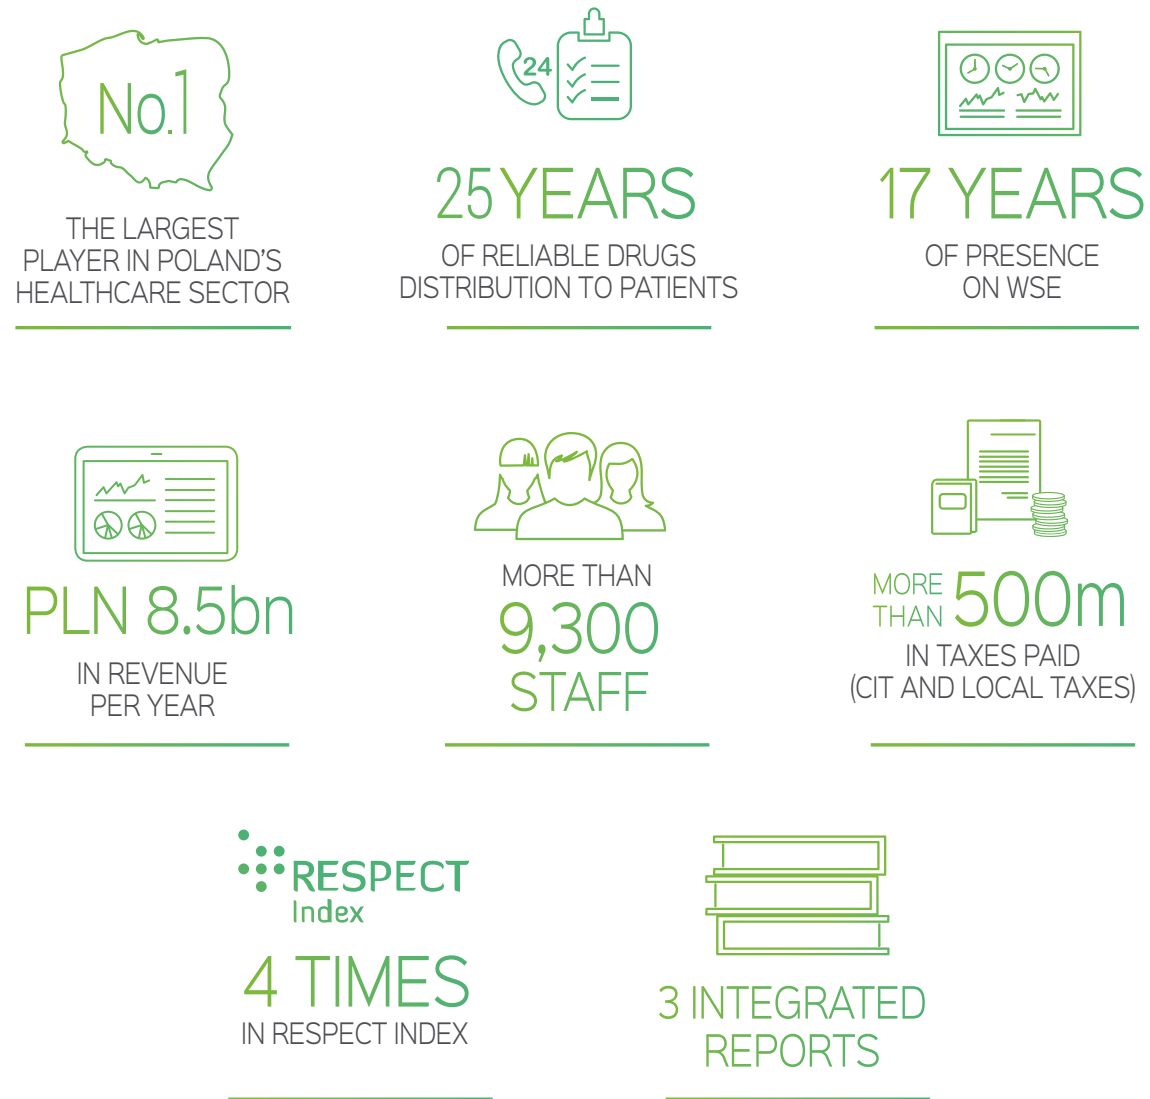 No.1
THE LARGEST
PLAYER IN POLAND'S
HEALTHCARE SECTOR
24
25 YEARS
OF RELIABLE DRUGS
DISTRIBUTION TO PATIENTS
17 YEARS
OF PRESENCE
ON WSE
PLN 8.5bn
IN REVENUE
PER YEAR
MORE THAN
9,300
STAFF
MORE
THAN 500m
IN TAXES PAID
(CIT AND LOCAL TAXES)
RESPECT
Index
4 TIMES
IN RESPECT INDEX
3 INTEGRATED
REPORTS